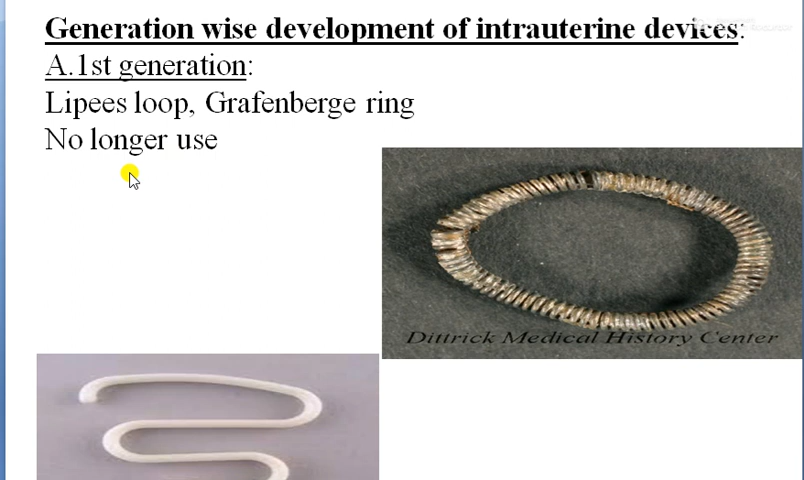 Generation wise development of intrauterine devices:
A.1st generation:
Lipees loop, Grafenberge ring
No longer use
Dittrick Medical History Center